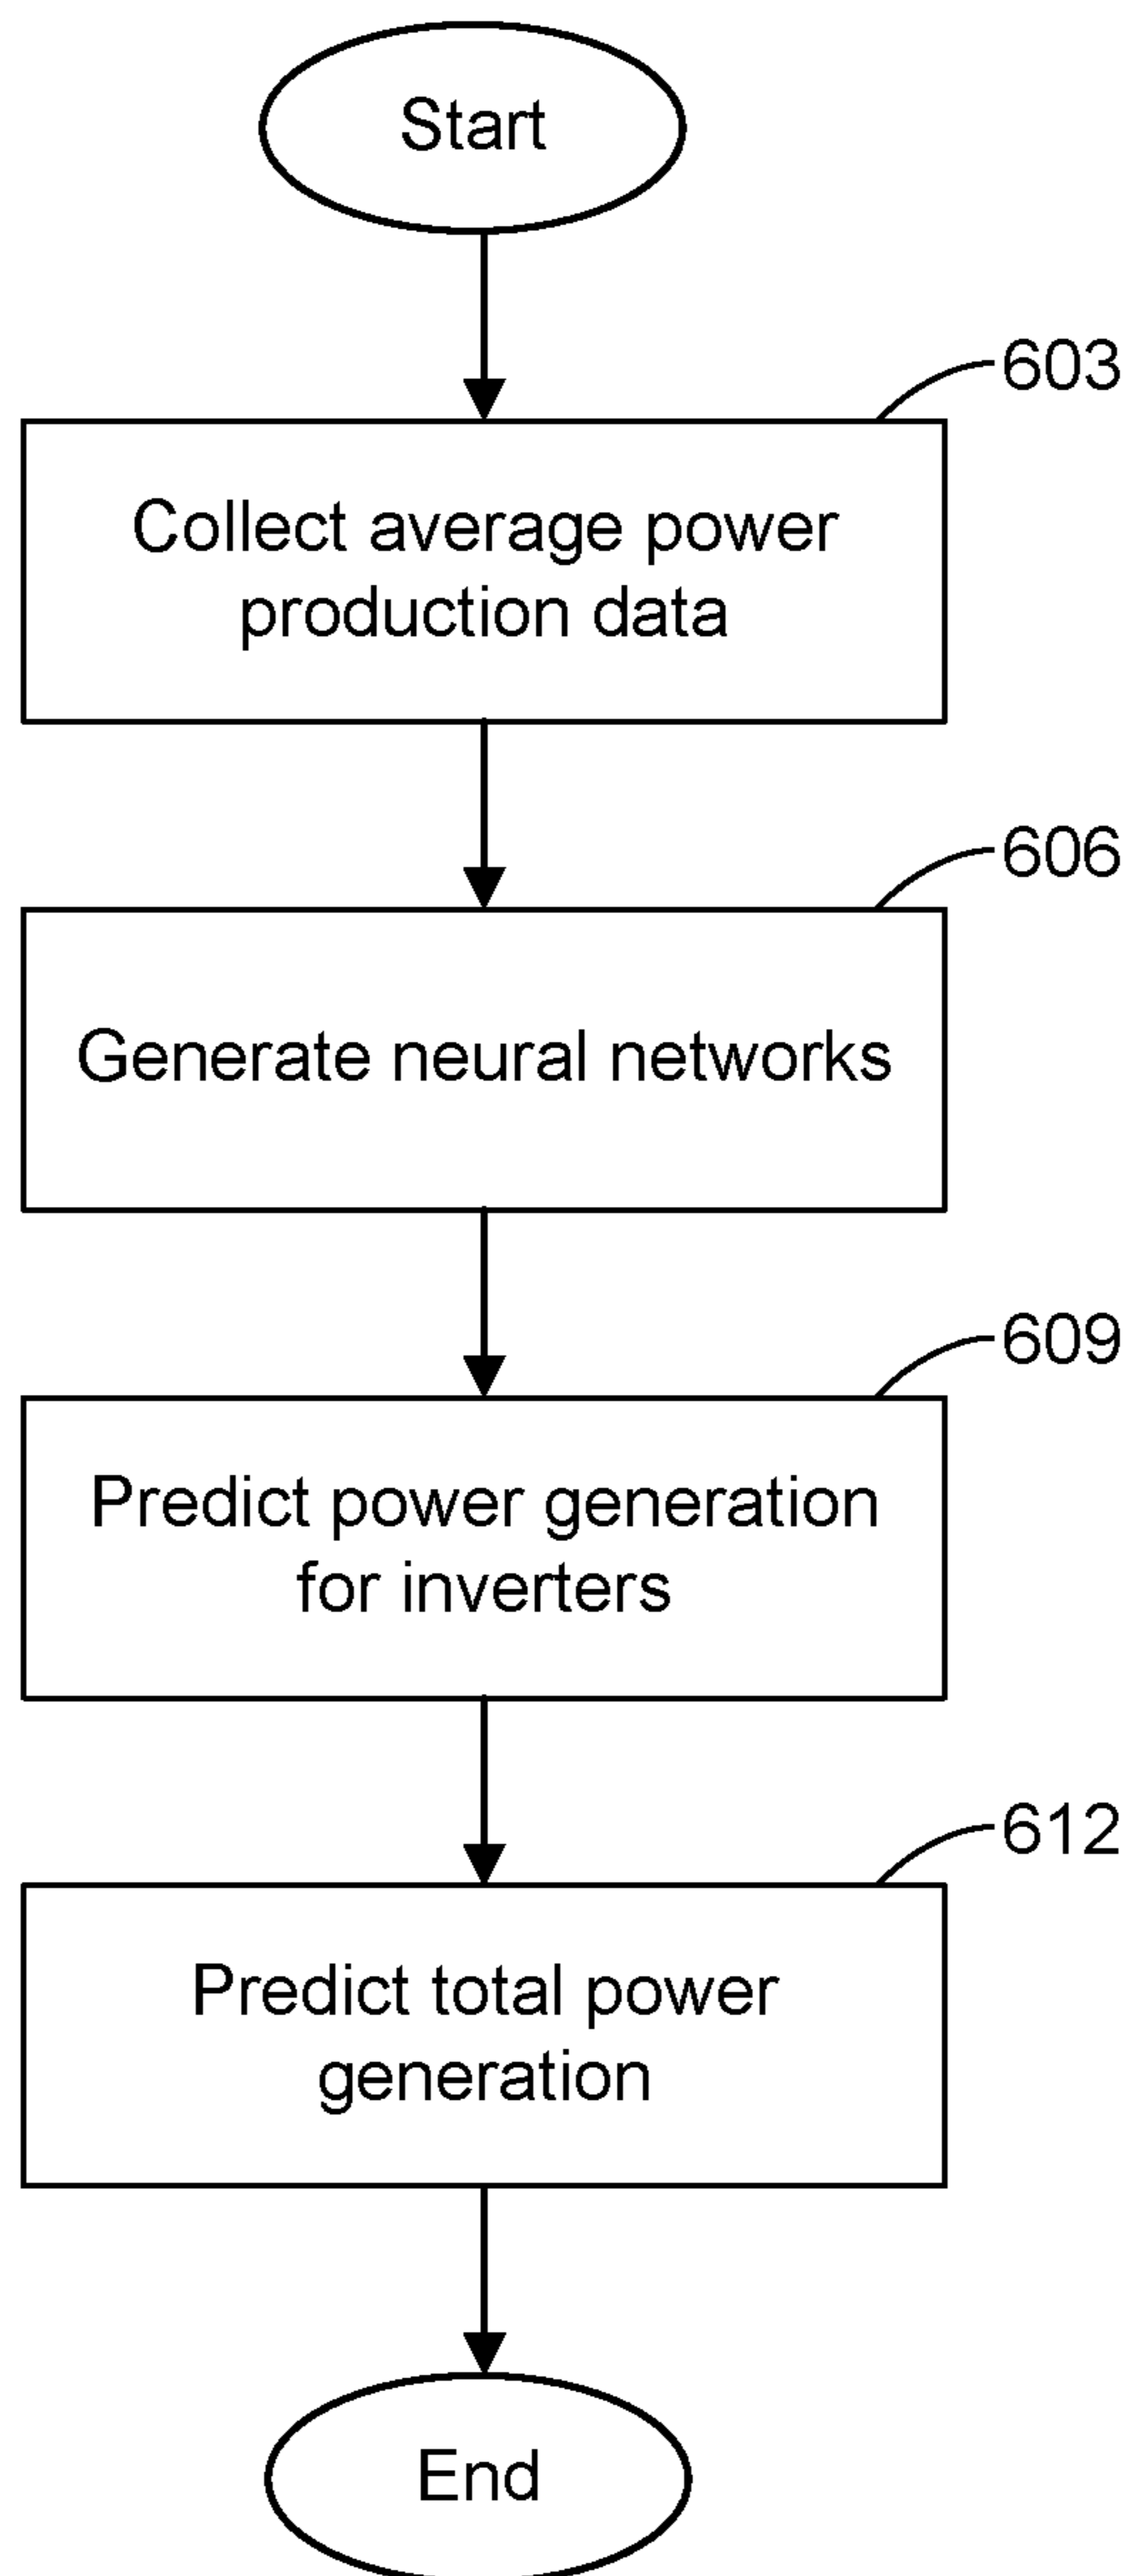 Start
603
Collect average power
production data
606
Generate neural networks
609
Predict power generation
for inverters
612
Predict total power
generation
End